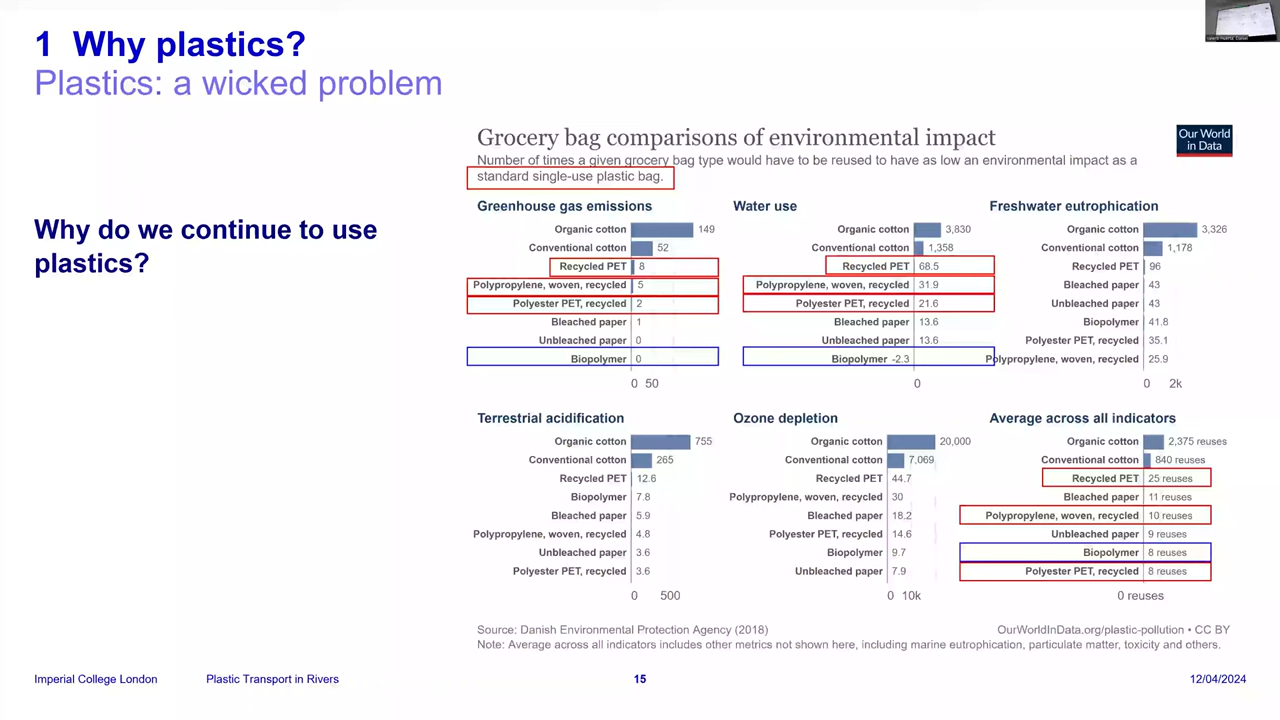 1 Why plastics?
Plastics: a wicked problem
Why do we continue to use
plastics?
Grocery bag comparisons of environmental impact
Our World
in Data
Number of times a given grocery bag type would have to be reused to have as low an environmental impact as a
standard single-use plastic bag.
Greenhouse gas emissions
Organic cotton 149
Conventional cotton 52
Recycled PET 8
Polypropylene, woven, recycled 5
Polyester PET, recycled 2
Bleached paper 1
Unbleached paper 0
Biopolymer 0
0 50
Water use
Organic cotton 3,830
Conventional cotton 1,358
Recycled PET 68.5
Polypropylene, woven, recycled 31.9
Polyester PET, recycled 21.6
Bleached paper 13.6
Unbleached paper 13.6
Biopolymer -2.3
0
Freshwater eutrophication
Organic cotton 3,326
Conventional cotton 1,178
Recycled PET 96
Bleached paper 43
Unbleached paper 43
Biopolymer 41.8
Polyester PET, recycled 35.1
Polypropylene, woven, recycled 25.9
0 2k
Terrestrial acidification
Organic cotton 755
Conventional cotton 265
Recycled PET 12.6
Biopolymer 7.8
Bleached paper 5.9
Polypropylene, woven, recycled 4.8
Unbleached paper 3.6
Polyester PET, recycled 3.6
0 500
Ozone depletion
Organic cotton 20,000
Conventional cotton 7,069
Recycled PET 44.7
Polypropylene, woven, recycled 30
Bleached paper 18.2
Polyester PET, recycled 14.6
Biopolymer 9.7
Unbleached paper 7.9
0 10k
Average across all indicators
Organic cotton 2,375 reuses
Conventional cotton 840 reuses
Recycled PET 25 reuses
Bleached paper 11 reuses
Polypropylene, woven, recycled 10 reuses
Unbleached paper 9 reuses
Biopolymer 8 reuses
Polyester PET, recycled 8 reuses
0 reuses
Source: Danish Environmental Protection Agency (2018)
OurWorldInData.org/plastic-pollution • CC BY
Note: Average across all indicators includes other metrics not shown here, including marine eutrophication, particulate matter, toxicity and others.
Imperial College London
Plastic Transport in Rivers
15
12/04/2024